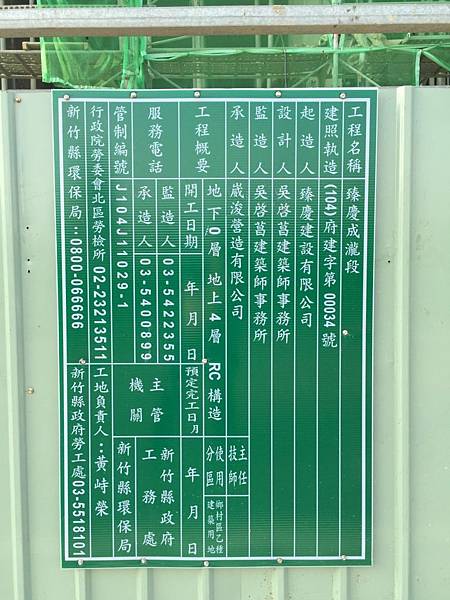 工程名稱 臻慶成瀧段
建照執造 (104)府建字第 00034 號
起造人 臻慶建設有限公司
設計人 吳啓菖建築師事務所
監造人 吳啓菖建築師事務所
承造人 崴浚營造有限公司
主任技師
工程概要 地下0層 地上4層 RC構造
使用分區 鄉村區乙種建築用地
開工日期 年 月 日
預定完工日 月 年 月 日
服務電話 監造人 03-5422355
承造人 03-5400899
主管機關 新竹縣政府工務處
新竹縣環保局
管制編號 J104J11029-1
行政院勞委會北區勞檢所 02-23213511 工地負責人：黃峙榮
新竹縣環保局：0800-066666 新竹縣政府勞工處03-5518101